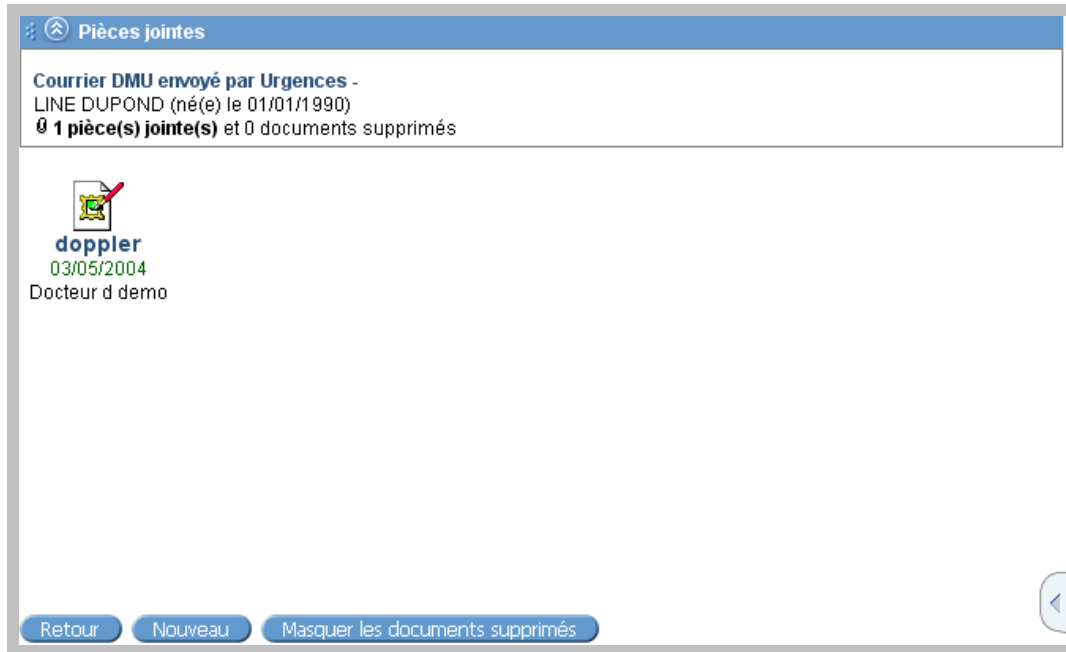 Pièces jointes
Courrier DMU envoyé par Urgences -
LINE DUPOND (né(e) le 01/01/1990)
1 pièce(s) jointe(s) et 0 documents supprimés
doppler
03/05/2004
Docteur d demo
Retour Nouveau Masquer les documents supprimés